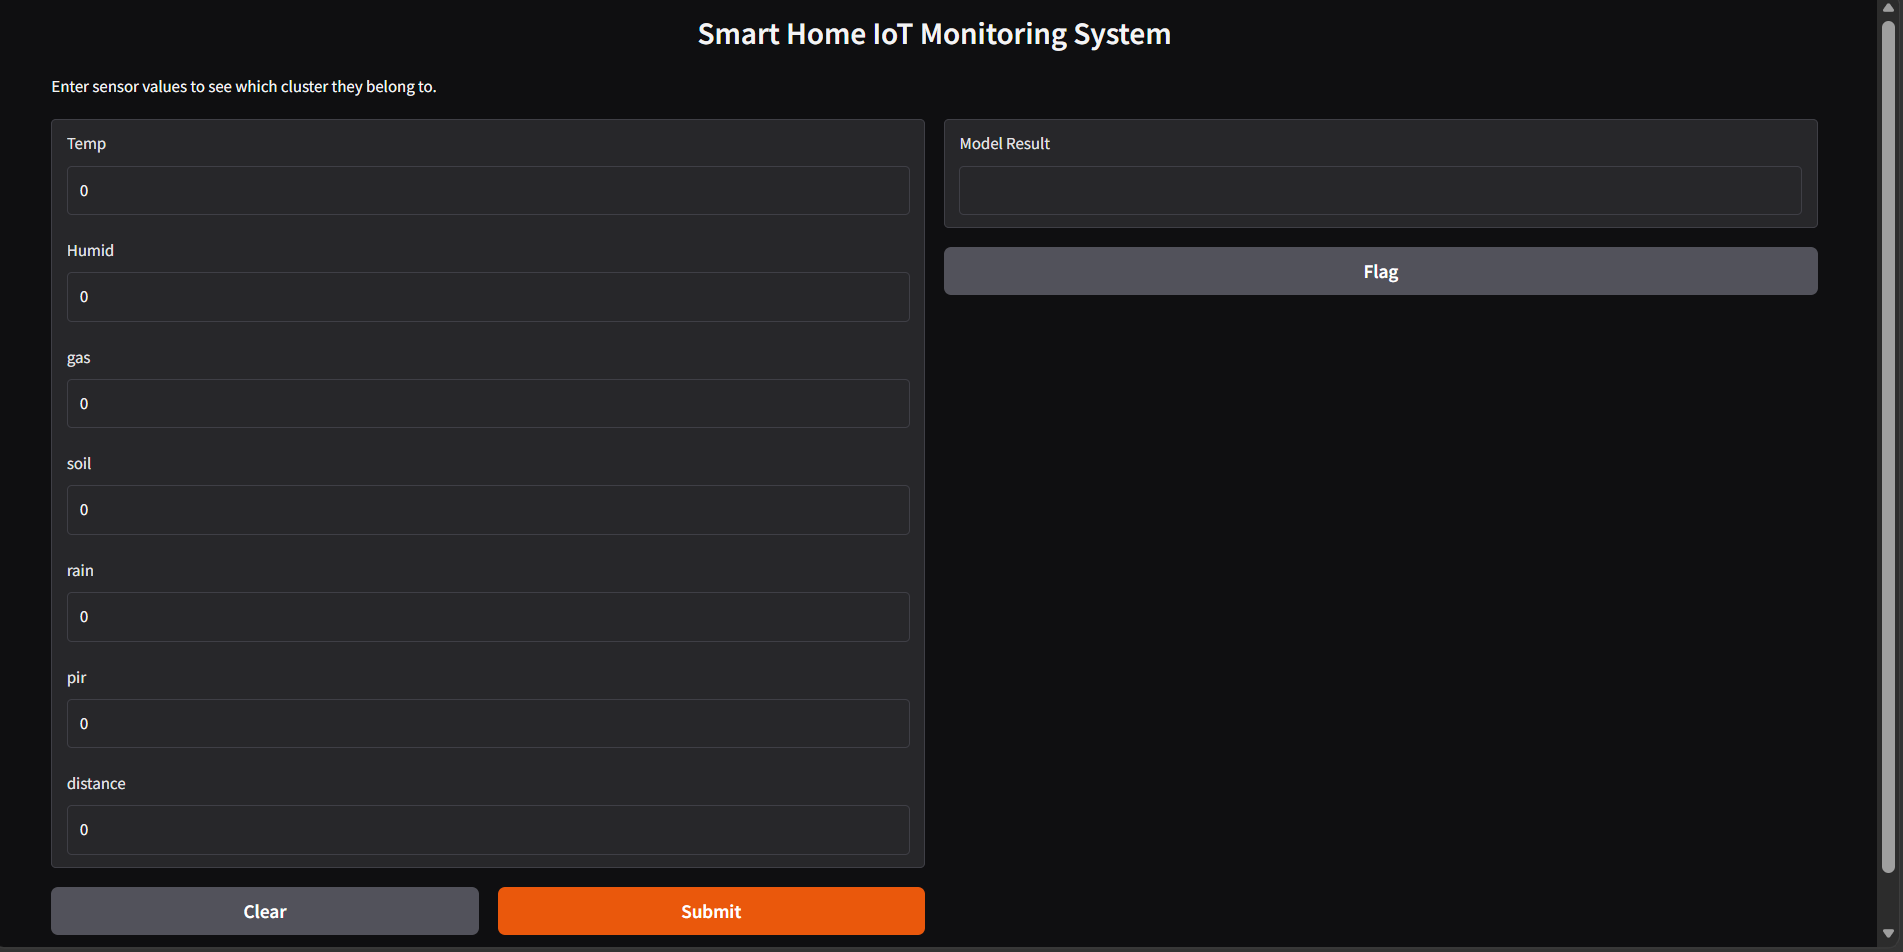 Smart Home IoT Monitoring System
Enter sensor values to see which cluster they belong to.
Temp
0
Humid
0
gas
0
soil
0
rain
0
pir
0
distance
0
Clear
Submit
Model Result
Flag